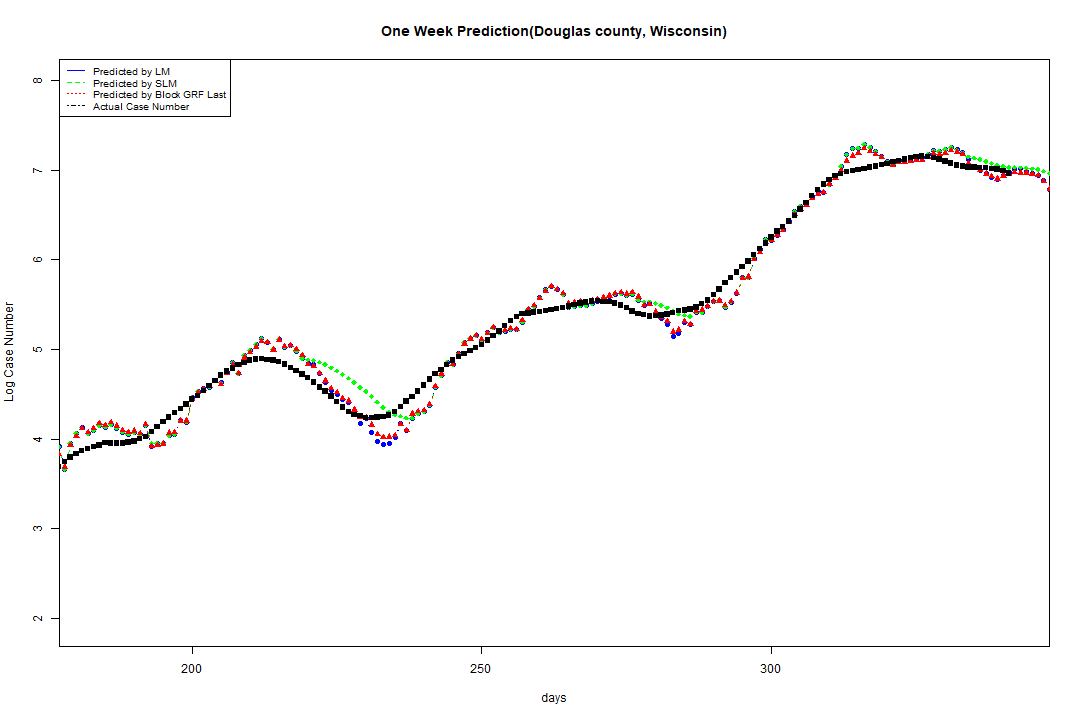 One Week Prediction(Douglas county, Wisconsin)
Predicted by LM
Predicted by SLM
Predicted by Block GRF Last
Actual Case Number
8
7
6
5
4
3
2
Log Case Number
200 250 300
days